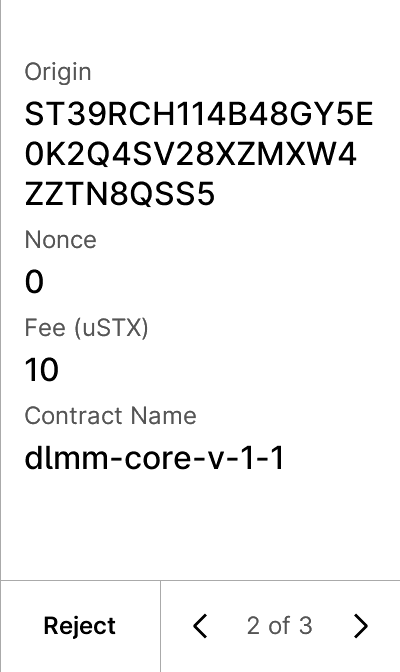 Origin
ST39RCH114B48GY5E
0K2Q4SV28XZMXW4
ZZTN8QSS5
Nonce
0
Fee (uSTX)
10
Contract Name
dlmm-core-v-1-1
Reject
2 of 3